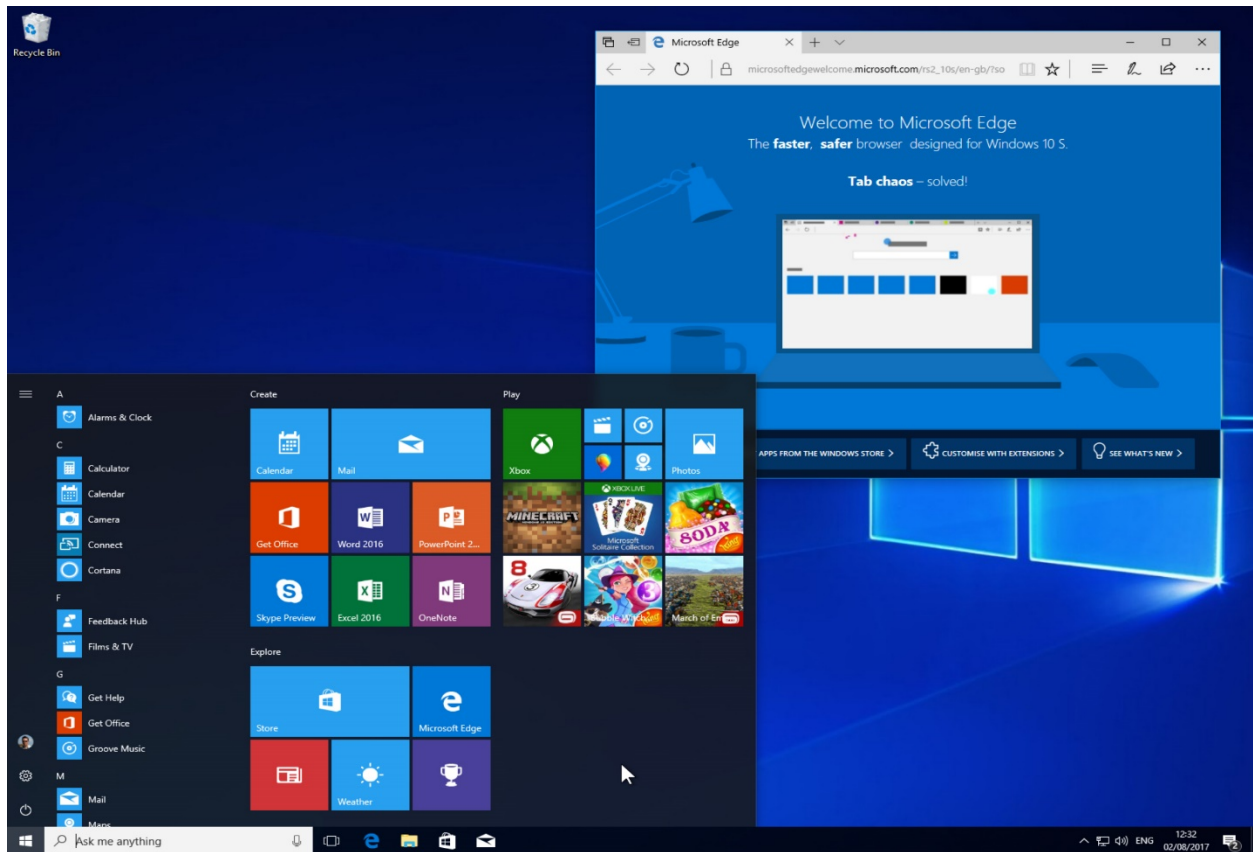 Recycle Bin
Microsoft Edge
microsoftedgewelcome.microsoft.com/rs2_10s/en-gb/?so
Welcome to Microsoft Edge
The faster, safer browser designed for Windows 10 S.
Tab chaos – solved!
APPS FROM THE WINDOWS STORE >
CUSTOMISE WITH EXTENSIONS >
SEE WHAT'S NEW >
A
Alarms & Clock
C
Calculator
Calendar
Camera
Connect
Cortana
F
Feedback Hub
Films & TV
G
Get Help
Get Office
Groove Music
M
Mail
Maps
Create
Calendar
Mail
Get Office
Word 2016
PowerPoint 2...
Skype Preview
Excel 2016
OneNote
Explore
Store
Microsoft Edge
Weather
Play
Xbox
Photos
MINECRAFT
XBOX LIVE
Microsoft
Solitaire Collection
SODA
8
3
3
March of Em
Ask me anything
ENG
12:32
02/08/2017
2